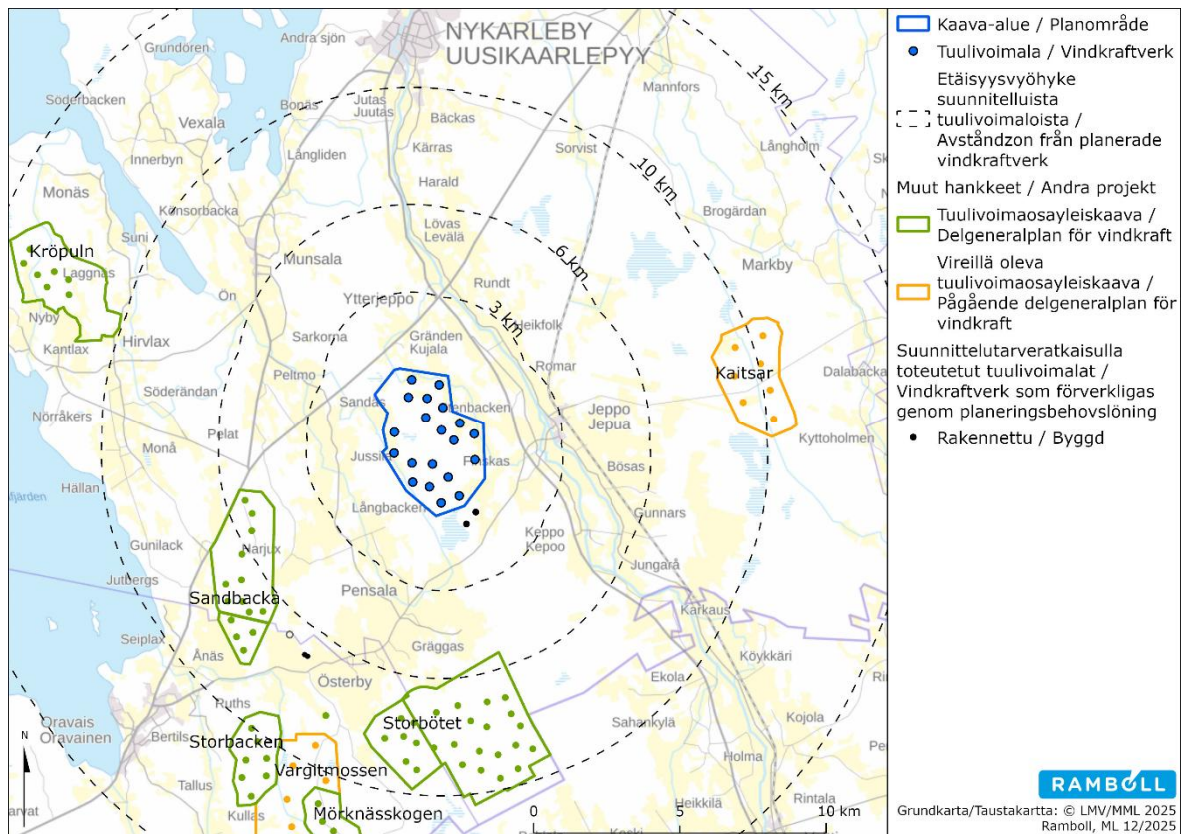 NYKARLEBY
UUSIKAARLEPYY
Andra sjön
Grundören
Söderbacken
Vexala
Bonäs
Jutas
Juutas
Bäckas
Mannfors
15 km
Långholm
Sorvist
Kärras
Långliden
Innerbyn
Monäs
Harald
10 km
Brogärdan
Könsorbacka
Lövas
Levälä
Suni
Kröpuln
Laggnäs
Munsala
6 km
Markby
Rundt
Ytterjeppo
Ön
Nyby
Kantlax
Hirvlax
Sarkorna
3 km
Gränden
Kujala
Heikfolk
Romar
Peltmo
Kaitsar
Dalabacka
Söderändan
Sandås
tenbacken
Jeppo
Jepua
Norråkers
Monå
Pelat
Kyttoholmen
Jussila
Finskas
Bösas
Hällan
fjärden
Långbacken
Gunnars
Keppo
Kepoo
Gunilack
Narjux
Jungarå
Jutbergs
Pensala
Sandbacka
Karkaus
Seiplax
Ånäs
Gräggas
Köykkäri
Österby
Ekola
Oravais
Oravainen
Ruths
Bertils
Storbacken
Storbötet
Sahankylä
Kojola
Vargitmossen
Holma
Tallus
Mörknässkogen
Kullas
Heikkilä
Rintala
N
0 5 10 km
Kaava-alue / Planområde
Tuulivoimala / Vindkraftverk
Etäisyysvyöhyke
suunnitelluista
tuulivoimaloista /
Avståndzon från planerade
vindkraftverk
Muut hankkeet / Andra projekt
Tuulivoimaosayleiskaava /
Delgeneralplan för vindkraft
Vireillä oleva
tuulivoimaosayleiskaava /
Pågående delgeneralplan för
vindkraft
Suunnittelutarveratkaisulla
toteutetut tuulivoimalat /
Vindkraftverk som förverkligas
genom planeringsbehovslöning
Rakennettu / Byggd
RAMBOLL
Grundkarta/Taustakartta: © LMV/MML 2025
Ramboll, ML 12/2025